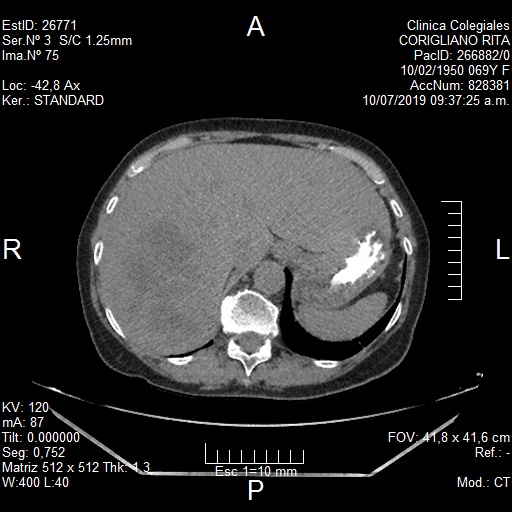 EstID: 26771
Ser.Nº 3 S/C 1.25mm
Ima.Nº 75
Loc: -42,8 Ax
Ker.: STANDARD
A
Clinica Colegiales
CORIGLIANO RITA
PacID: 266882/0
10/02/1950 069Y F
AccNum: 828381
10/07/2019 09:37:25 a.m.
R
L
KV: 120
mA: 87
Tilt: 0.000000
Seg: 0,752
Matriz 512 x 512 Thk: 1.3
W:400 L:40
Esc 1=10 mm
P
FOV: 41,8 x 41,6 cm
Ref.: -
Mod.: CT